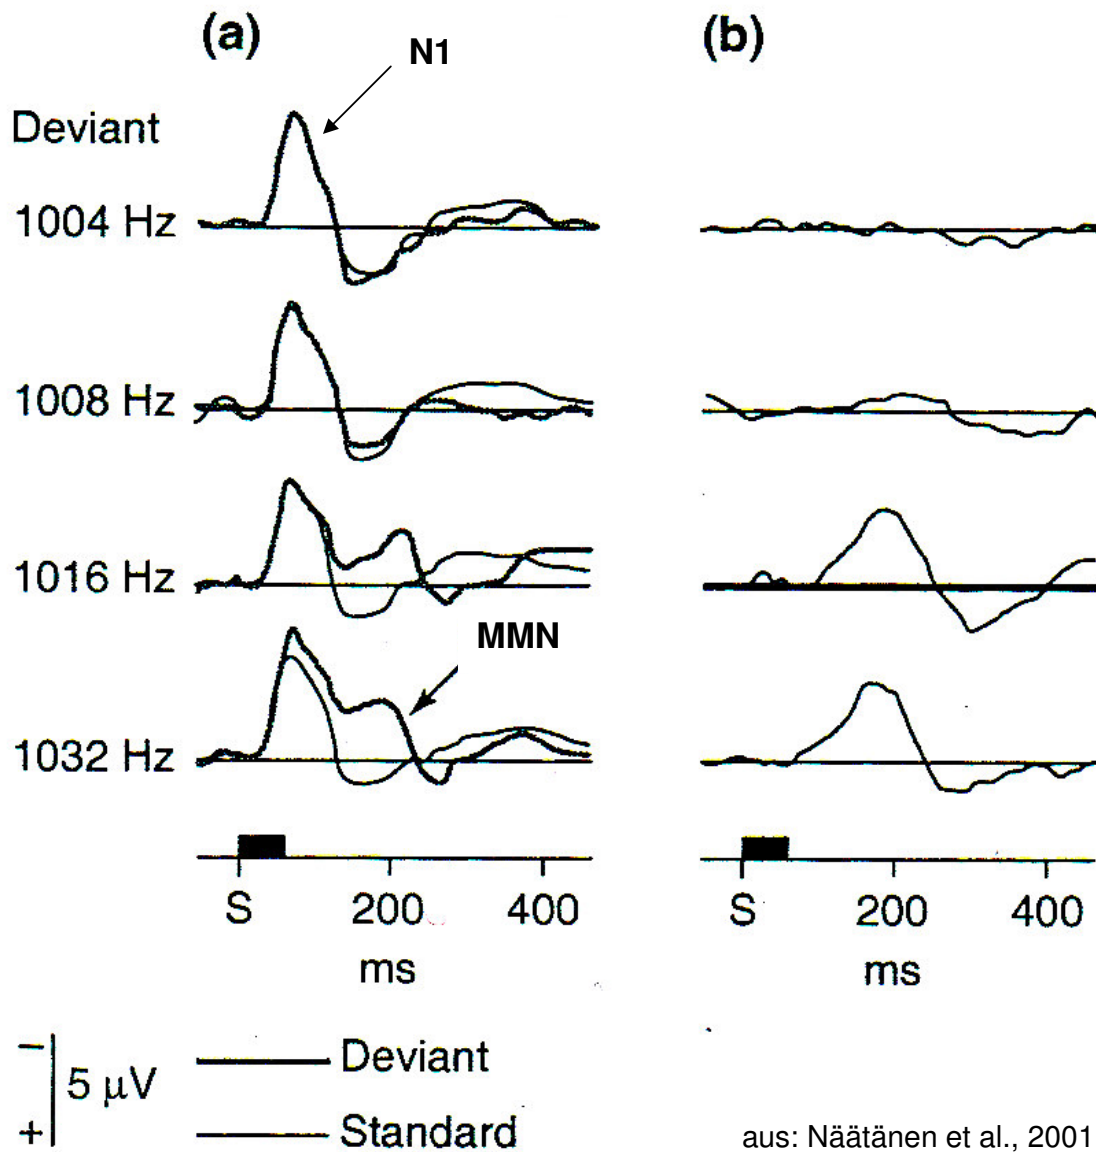 (a) (b)
N1
Deviant
1004 Hz
1008 Hz
1016 Hz
MMN
1032 Hz
S 200 400 S 200 400
ms ms
− 5 μV +
Deviant
Standard
aus: Näätänen et al., 2001